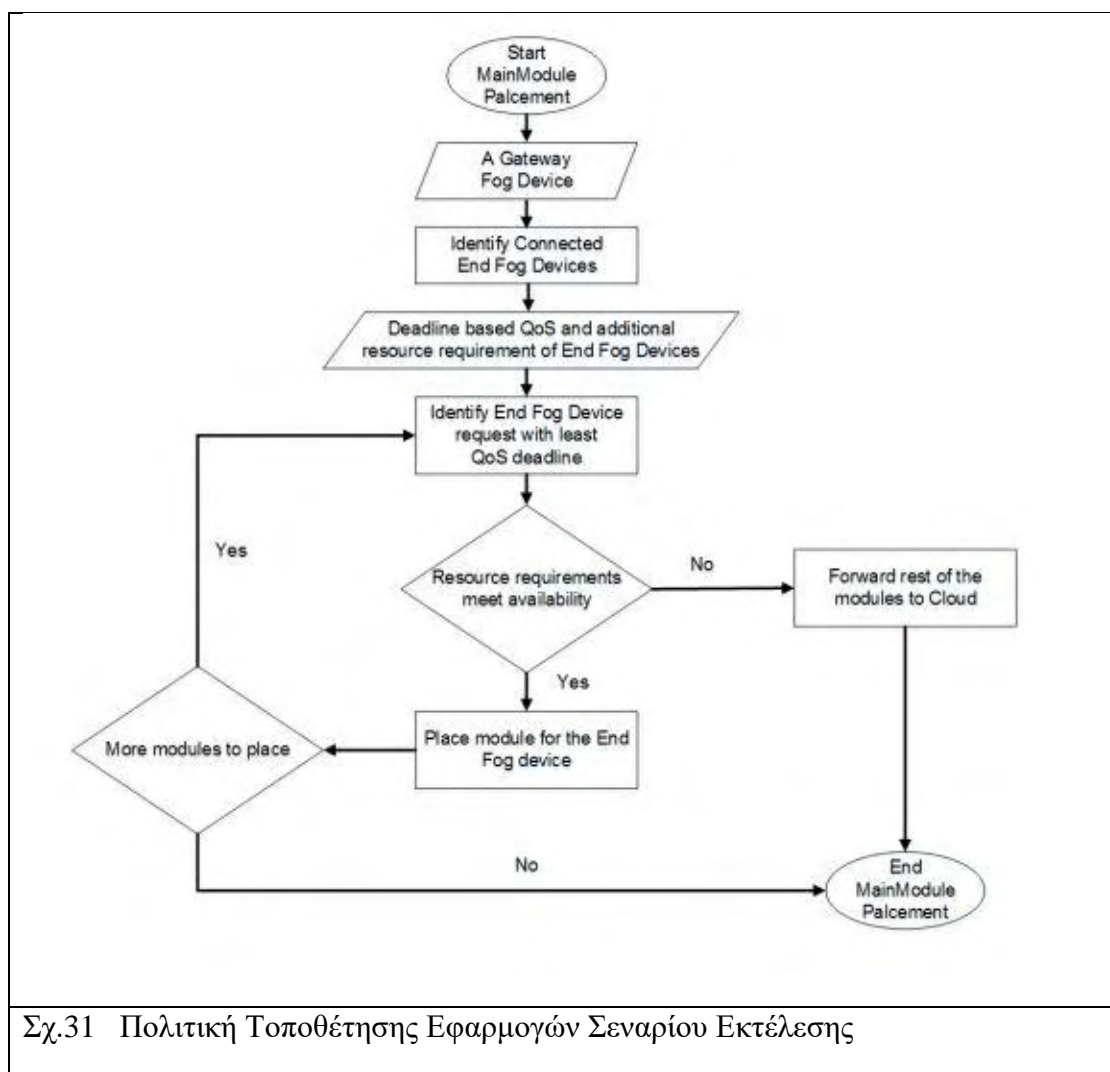 Start
MainModule
Palcement
A Gateway
Fog Device
Identify Connected
End Fog Devices
Deadline based QoS and additional
resource requirement of End Fog Devices
Identify End Fog Device
request with least
QoS deadline
Yes
Resource requirements
meet availability
No
Forward rest of the
modules to Cloud
Yes
More modules to place
Place module for the End
Fog device
No
End
MainModule
Palcement
Σχ.31 Πολιτική Τοποθέτησης Εφαρμογών Σεναρίου Εκτέλεσης